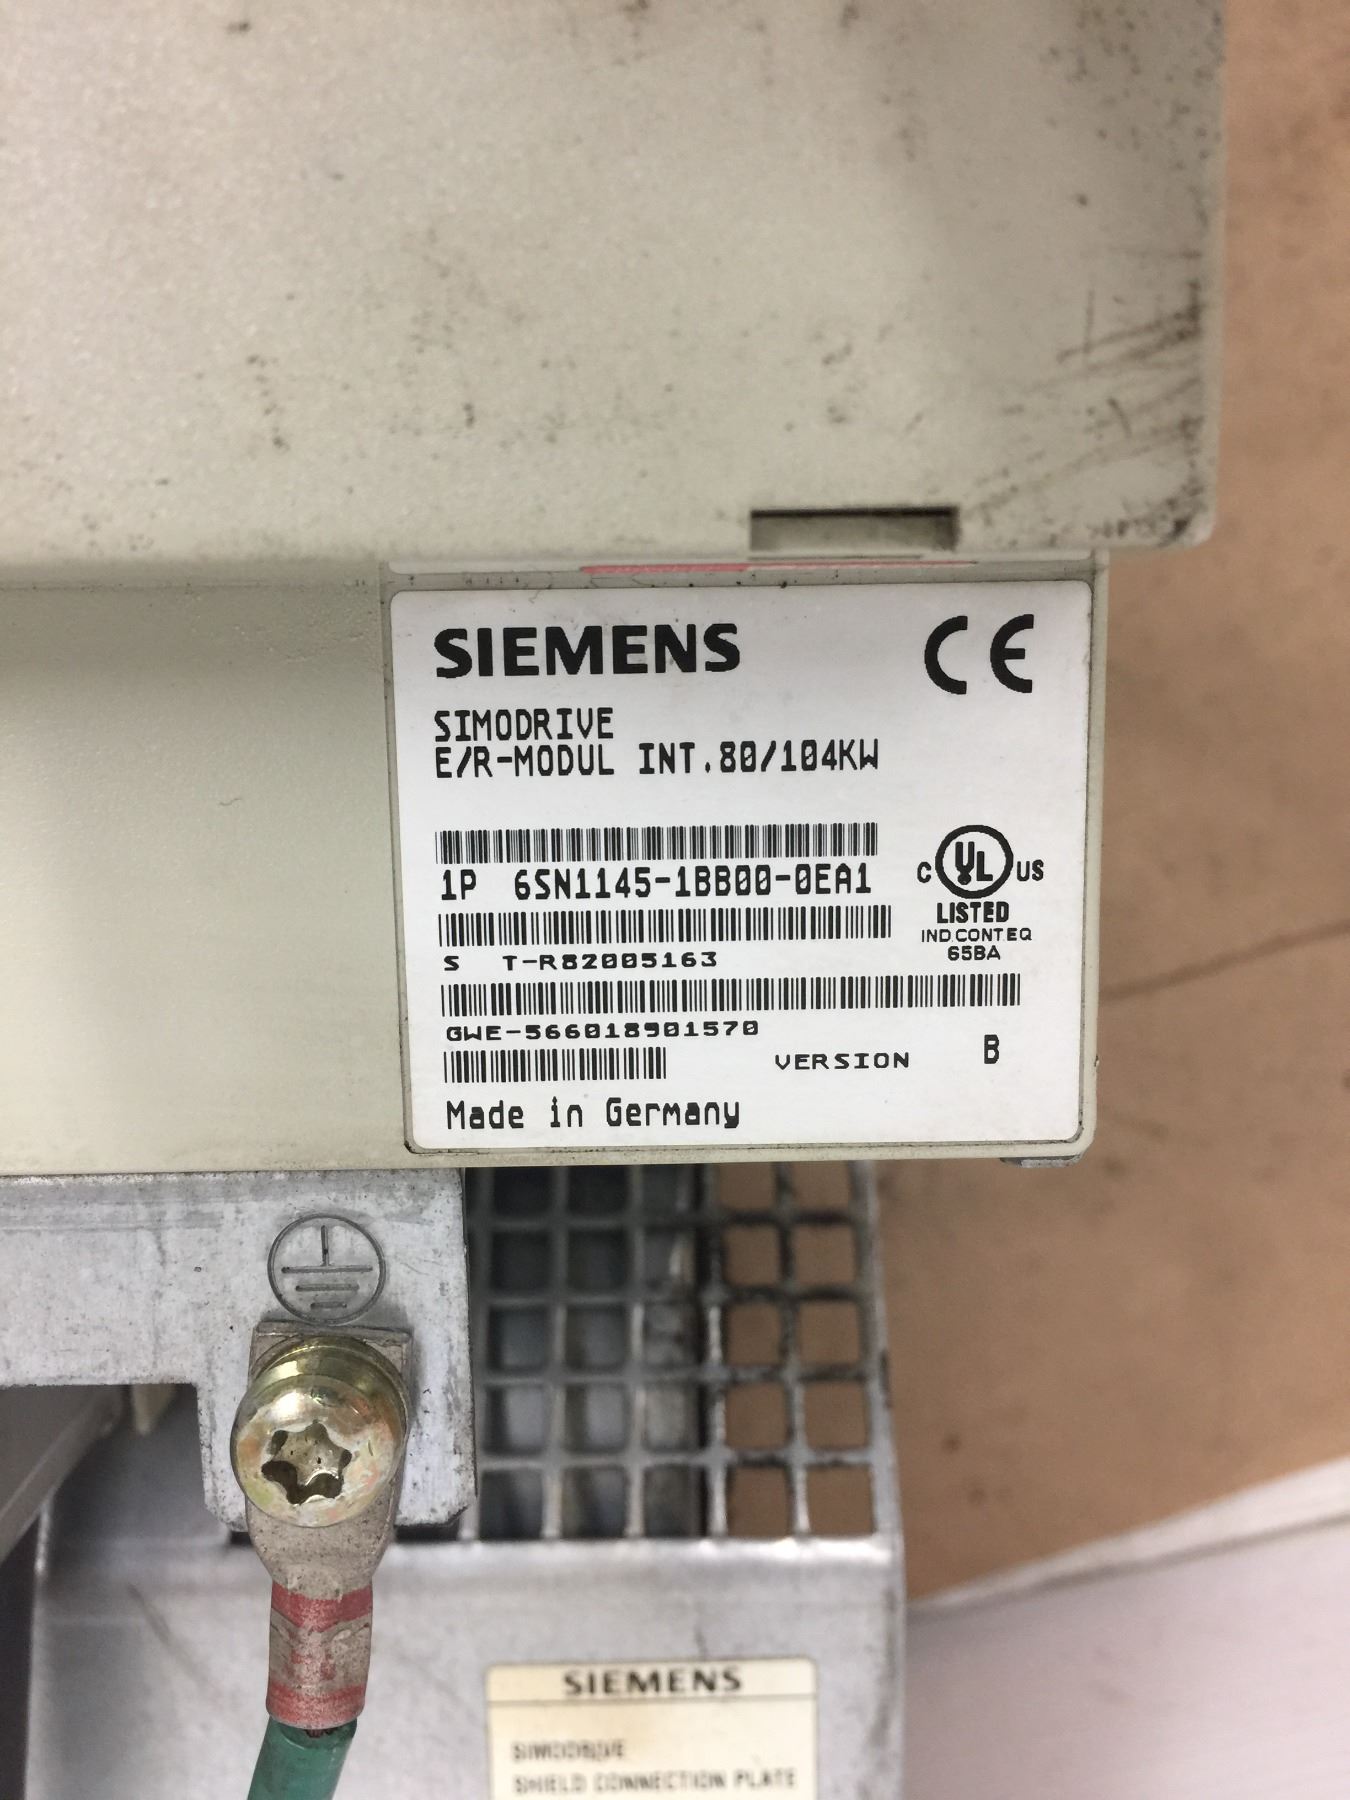 SIEMENS
CE
SIMODRIVE
E/R-MODUL INT.80/104KW
1P 6SN1145-1BB00-0EA1
C UL US
LISTED
IND.CONT.EQ
65BA
S T-R82005163
GWE-566018901570
VERSION B
Made in Germany
SIEMENS
SIMODRIVE
SHIELD CONNECTION PLATE